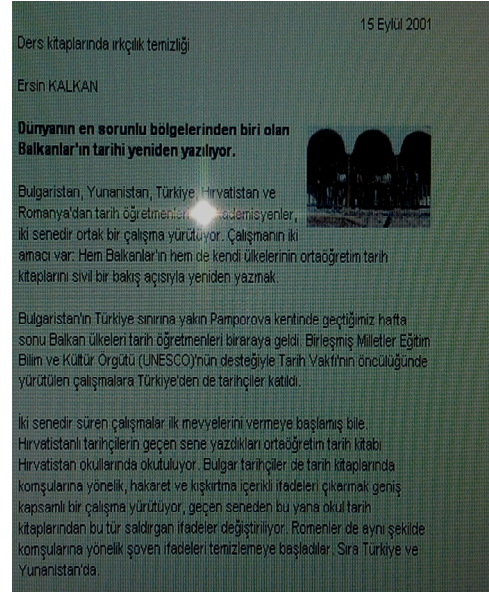 15 Eylül 2001
Ders kitaplarında ırkçılık temizliği
Ersin KALKAN
Dünyanın en sorunlu bölgelerinden biri olan
Balkanlar'ın tarihi yeniden yazılıyor.
Bulgaristan, Yunanistan, Türkiye, Hırvatistan ve
Romanya'dan tarih öğretmenleri
iki senedir ortak bir çalışma yürütüyor. Çalışmanın iki
amacı var: Hem Balkanlar'ın hem de kendi ülkelerinin ortaöğretim tarih
kitaplarını sivil bir bakış açısıyla yeniden yazmak.
Bulgaristan'ın Türkiye sınırına yakın Pamporova kentinde geçtiğimiz hafta
sonu Balkan ülkeleri tarih öğretmenleri biraraya geldi. Birleşmiş Milletler Eğitim
Bilim ve Kültür Örgütü (UNESCO)'nün desteğiyle Tarih Vakfı'nın öncülüğünde
yürütülen çalışmalara Türkiye'den de tarihçiler katıldı.
İki senedir süren çalışmalar ilk meyvelerini vermeye başlamış bile.
Hırvatistanlı tarihçilerin geçen sene yazdıkları ortaöğretim tarih kitabı
Hırvatistan okullarında okutuluyor. Bulgar tarihçiler de tarih kitaplarında
komşularına yönelik, hakaret ve kışkırtma içerikli ifadeleri çıkarmak geniş
kapsamlı bir çalışma yürütüyor, geçen seneden bu yana okul tarih
kitaplarından bu tür saldırgan ifadeler değiştiriliyor. Romenler de aynı şekilde
komşularına yönelik şoven ifadeleri temizlemeye başladılar. Sıra Türkiye ve
Yunanistan'da.